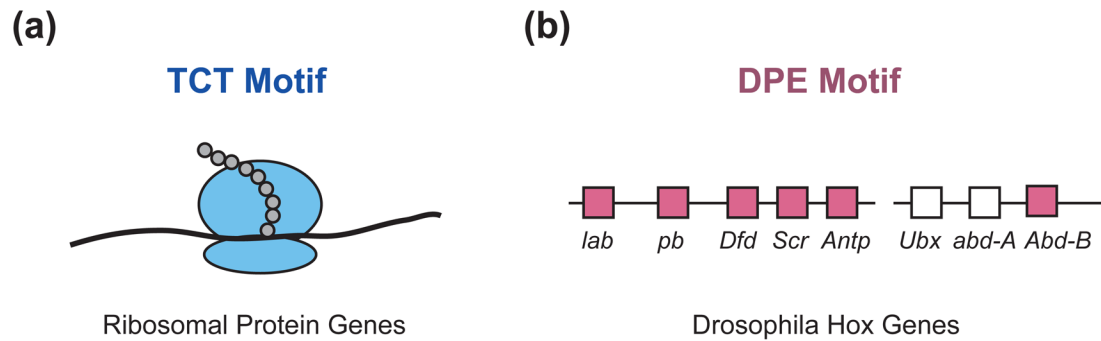 (a)
TCT Motif
Ribosomal Protein Genes
(b)
DPE Motif
lab pb Dfd Scr Antp Ubx abd-A Abd-B
Drosophila Hox Genes